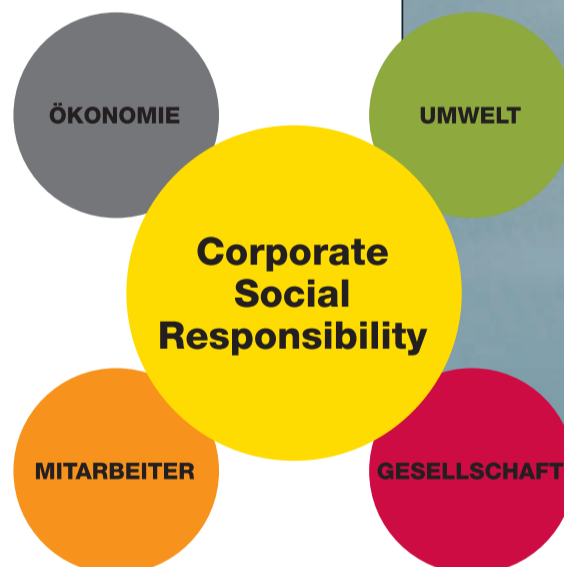 ÖKONOMIE
UMWELT
Corporate
Social
Responsibility
MITARBEITER
GESELLSCHAFT